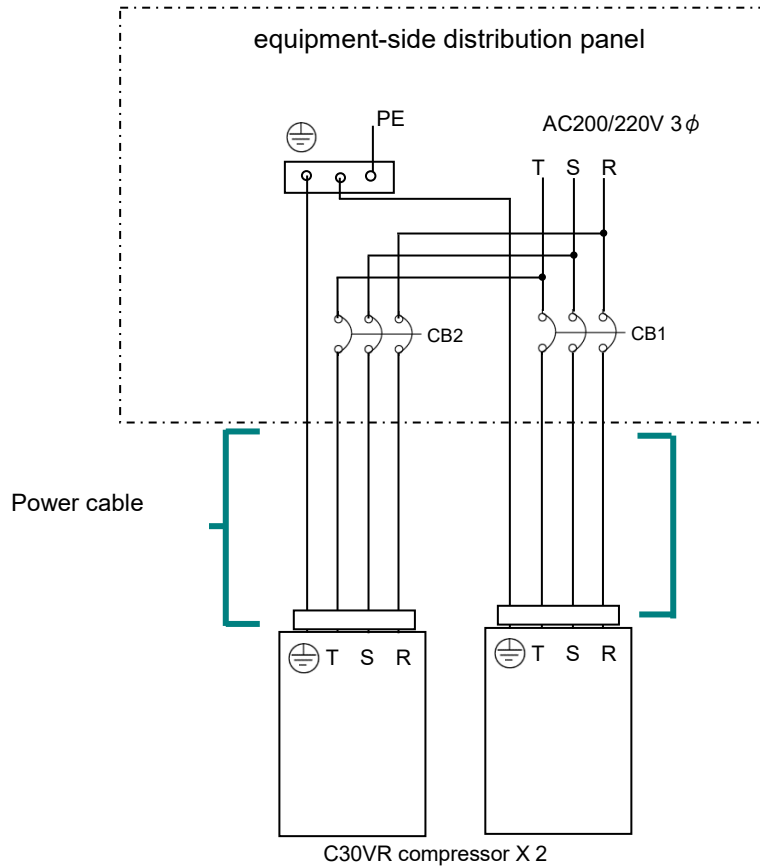 equipment-side distribution panel
PE
AC200/220V 3ϕ
T S R
CB2
CB1
Power cable
T S R
T S R
C30VR compressor X 2